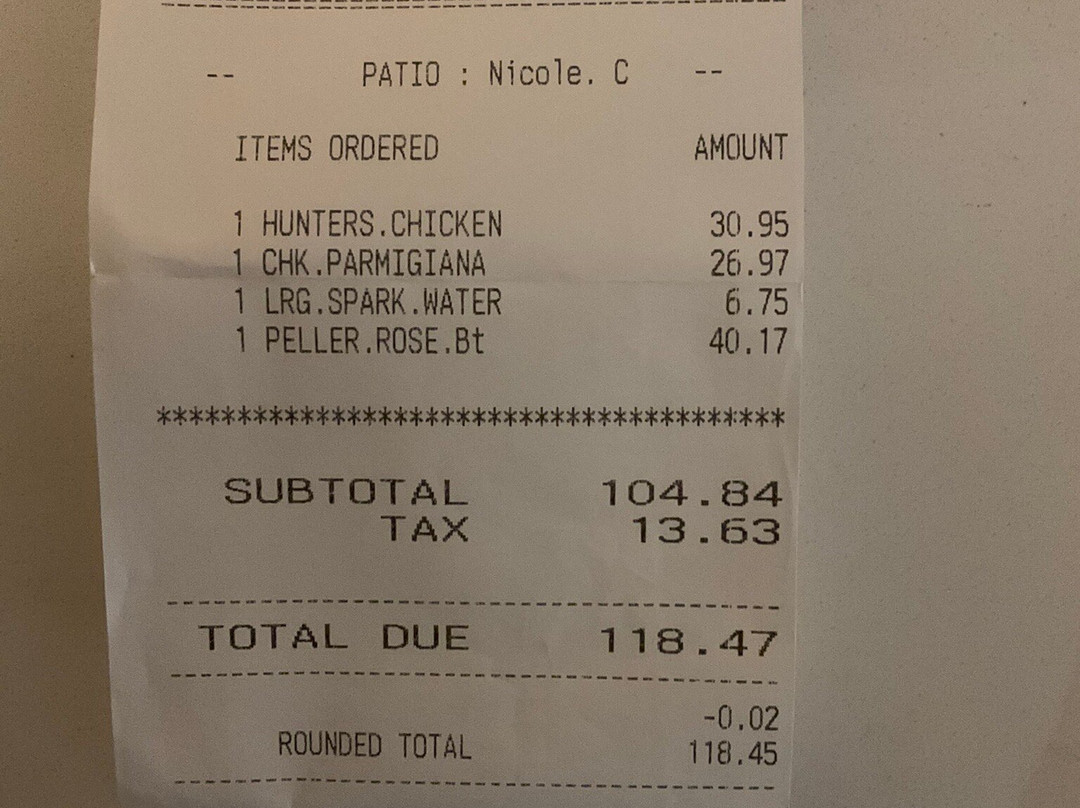 -- PATIO : Nicole. C --
ITEMS ORDERED AMOUNT
1 HUNTERS.CHICKEN 30.95
1 CHK.PARMIGIANA 26.97
1 LRG.SPARK.WATER 6.75
1 PELLER.ROSE.Bt 40.17
****************************************
SUBTOTAL 104.84
TAX 13.63
TOTAL DUE 118.47
-0.02
ROUNDED TOTAL 118.45